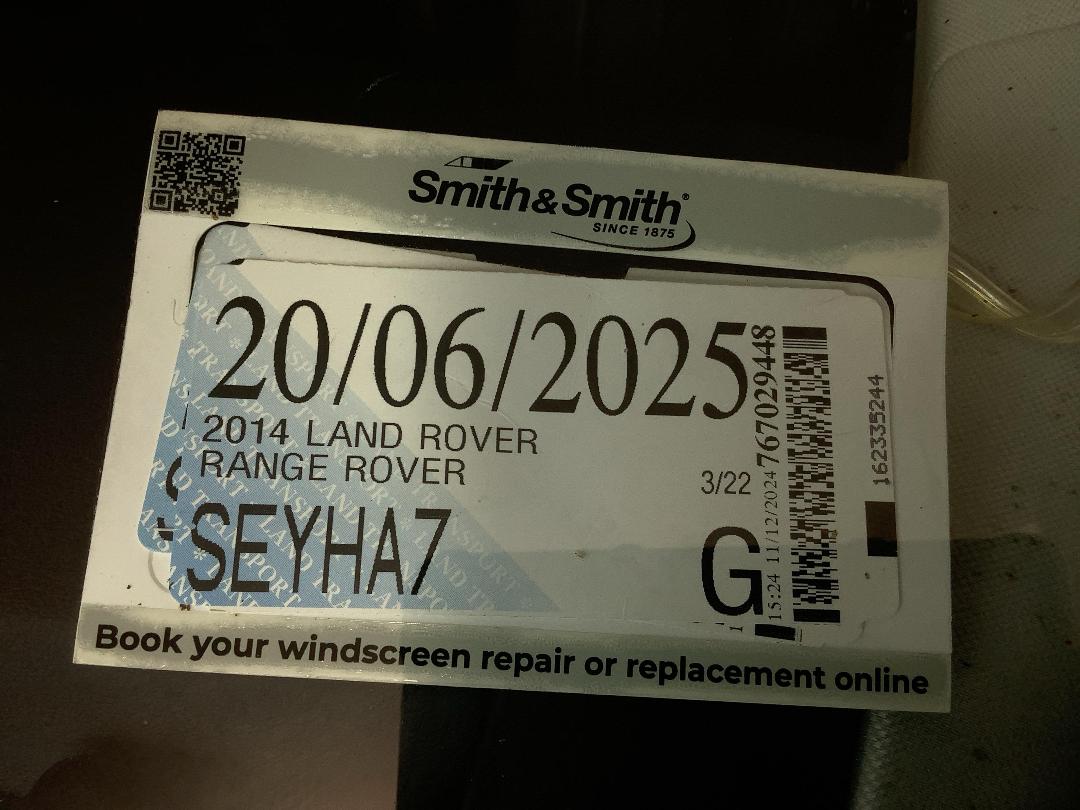 Smith&Smith®
SINCE 1875
20/06/2025
2014 LAND ROVER
RANGE ROVER
3/22
SEYHA7
G
15:24 11/12/2024 767029448
162335244
Book your windscreen repair or replacement online